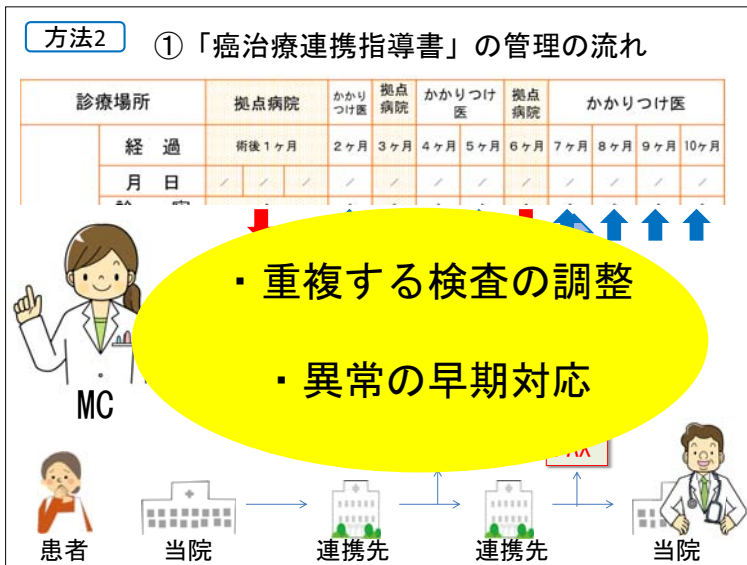 方法2
①「癌治療連携指導書」の管理の流れ
診療場所 拠点病院 かかりつけ医 拠点病院 かかりつけ医 拠点病院 かかりつけ医
経過 術後1ヶ月 2ヶ月 3ヶ月 4ヶ月 5ヶ月 6ヶ月 7ヶ月 8ヶ月 9ヶ月 10ヶ月
月日 / / / / / / / / / / / /
・重複する検査の調整
・異常の早期対応
MC
患者 当院 連携先 連携先 当院